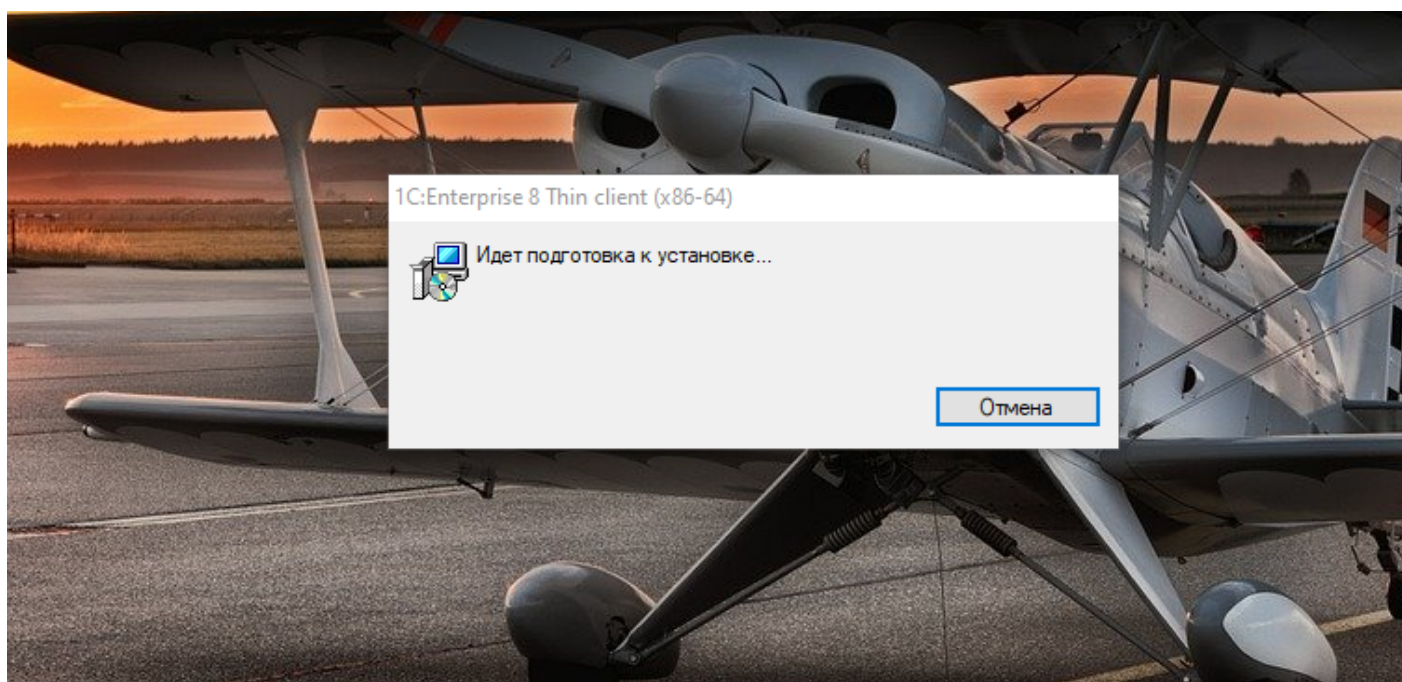 1C:Enterprise 8 Thin client (x86-64)
Идет подготовка к установке...
Отмена